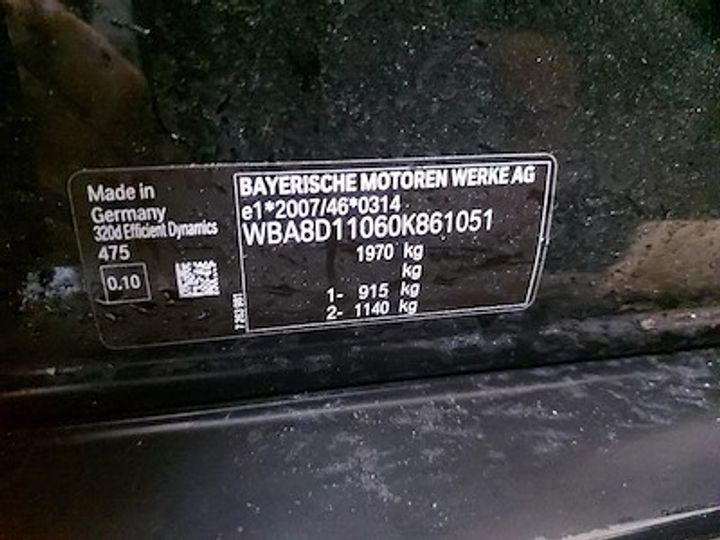 Made in
Germany
320d Efficient Dynamics
475
0.10
BAYERISCHE MOTOREN WERKE AG
e1*2007/46*0314
WBA8D11060K861051
1970 kg
kg
1- 915 kg
2- 1140 kg